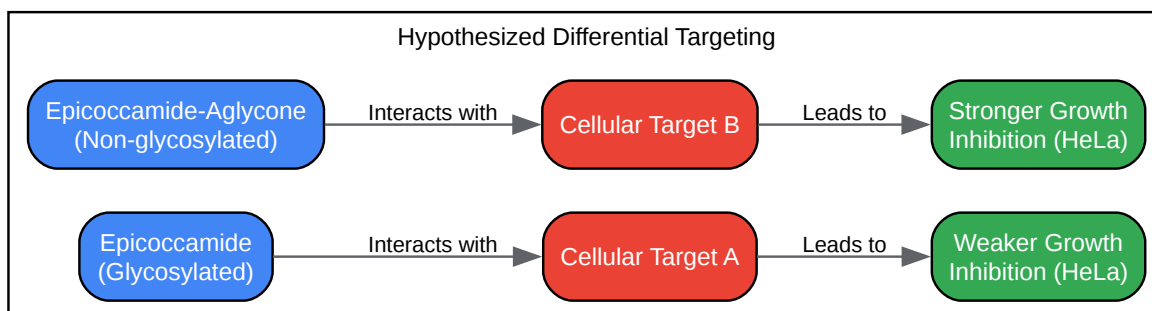 Hypothesized Differential Targeting
Epicoccamide-Aglycone
(Non-glycosylated)
Interacts with
Cellular Target B
Leads to
Stronger Growth
Inhibition (HeLa)
Epicoccamide
(Glycosylated)
Interacts with
Cellular Target A
Leads to
Weaker Growth
Inhibition (HeLa)